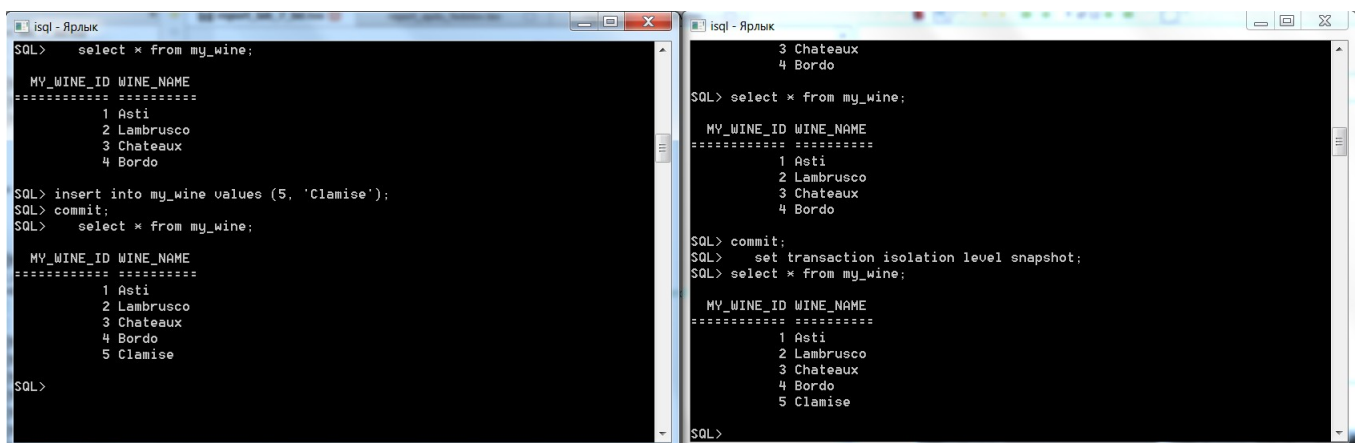 isql - Ярлык
SQL>    select * from my_wine;
MY_WINE_ID WINE_NAME
============ ==========
1 Asti
2 Lambrusco
3 Chateaux
4 Bordo
SQL> insert into my_wine values (5, 'Clamise');
SQL> commit;
SQL>    select * from my_wine;
MY_WINE_ID WINE_NAME
============ ==========
1 Asti
2 Lambrusco
3 Chateaux
4 Bordo
5 Clamise
SQL>
isql - Ярлык
3 Chateaux
4 Bordo
SQL> select * from my_wine;
MY_WINE_ID WINE_NAME
============ ==========
1 Asti
2 Lambrusco
3 Chateaux
4 Bordo
SQL> commit;
SQL>    set transaction isolation level snapshot;
SQL> select * from my_wine;
MY_WINE_ID WINE_NAME
============ ==========
1 Asti
2 Lambrusco
3 Chateaux
4 Bordo
5 Clamise
SQL>